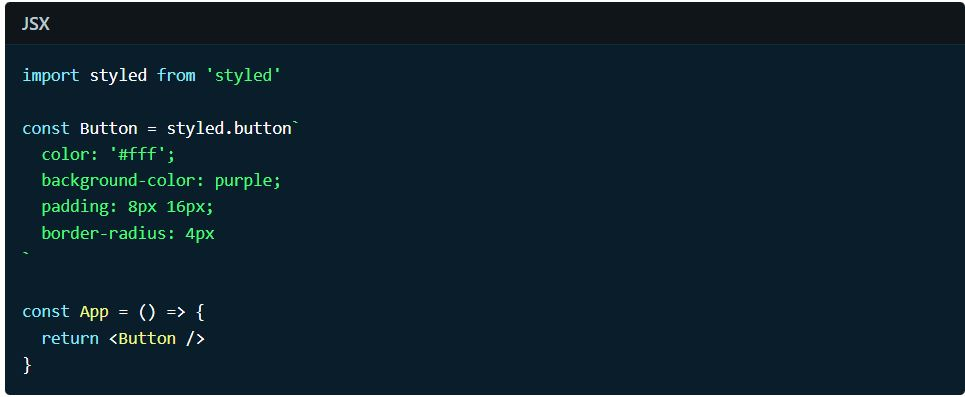 JSX
import styled from 'styled'
const Button = styled.button`
  color: '#fff';
  background-color: purple;
  padding: 8px 16px;
  border-radius: 4px
`
const App = () => {
  return <Button />
}